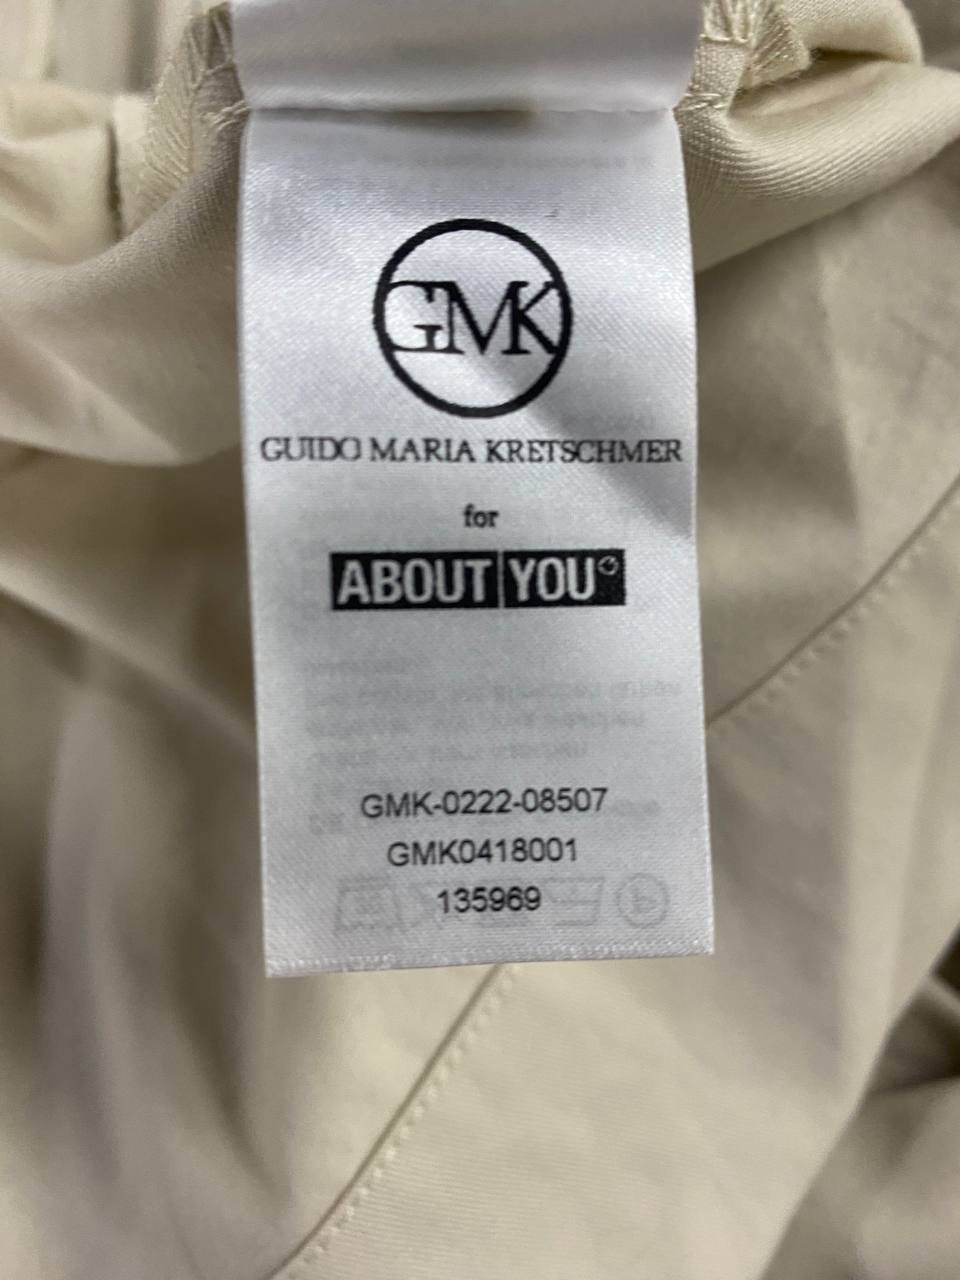 GMK
GUIDO MARIA KRETSCHMER
for
ABOUT YOU
GMK-0222-08507
GMK0418001
135969